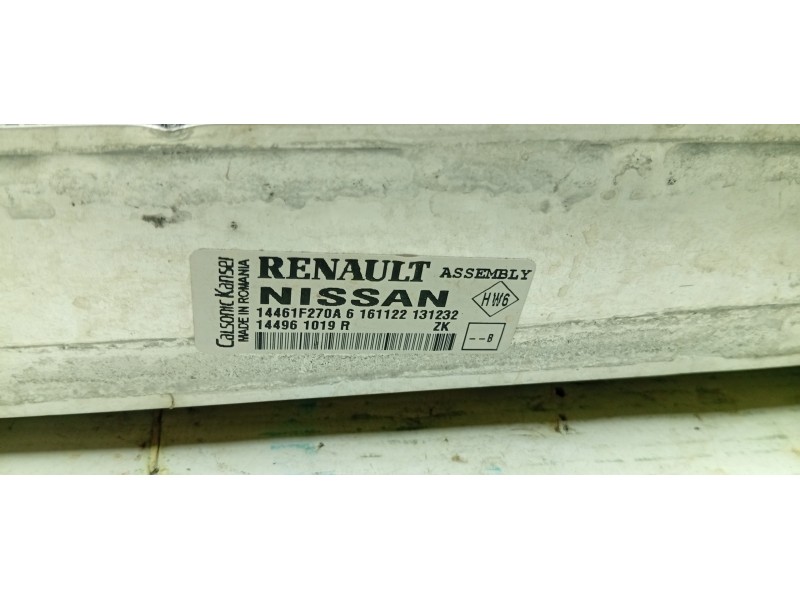 Calsonic Kansei
MADE IN ROMANIA
RENAULT ASSEMBLY
NISSAN
HW6
14461F270A 6 161122 131232
14496 1019 R ZK
--B